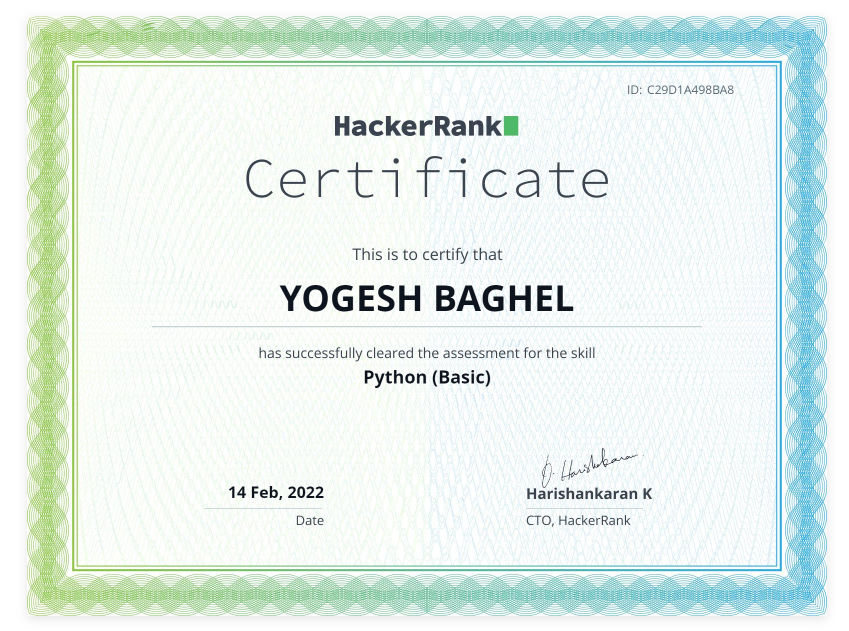 ID: C29D1A498BA8
HackerRank
Certificate
This is to certify that
YOGESH BAGHEL
has successfully cleared the assessment for the skill
Python (Basic)
D. Harishankaran
14 Feb, 2022
Harishankaran K
Date
CTO, HackerRank